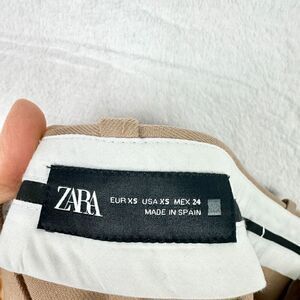 ZARA
EUR XS USA XS MEX 24
MADE IN SPAIN